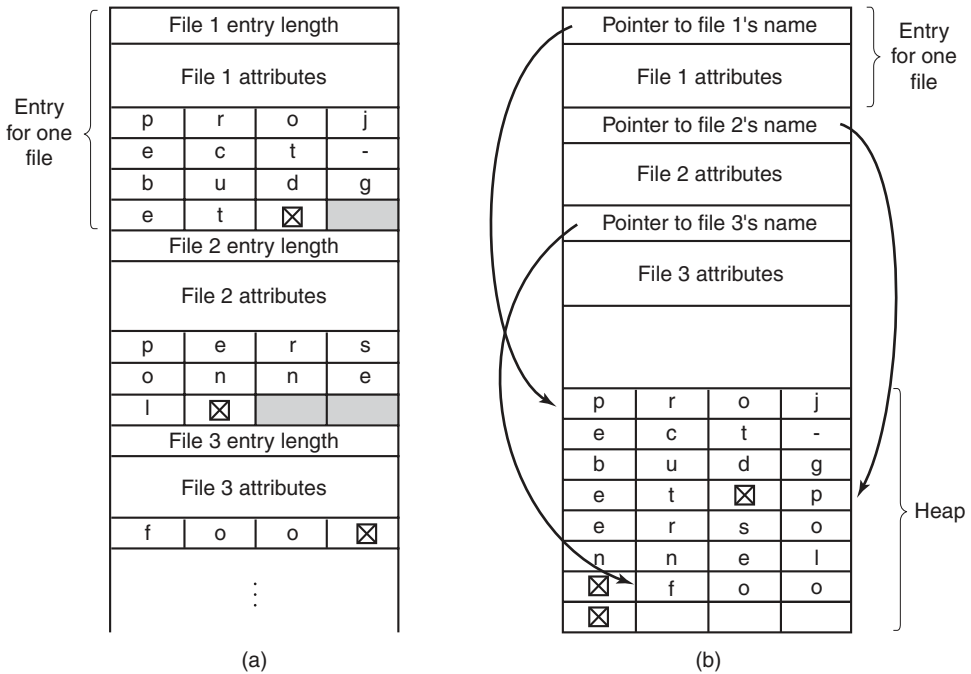 File 1 entry length
File 1 attributes
Entry
for one
file
p r o j
e c t -
b u d g
e t
File 2 entry length
File 2 attributes
p e r s
o n n e
l
File 3 entry length
File 3 attributes
f o o
(a)
Pointer to file 1's name
File 1 attributes
Entry
for one
file
Pointer to file 2's name
File 2 attributes
Pointer to file 3's name
File 3 attributes
p r o j
e c t -
b u d g
e t p
e r s o
n n e l
f o o
Heap
(b)